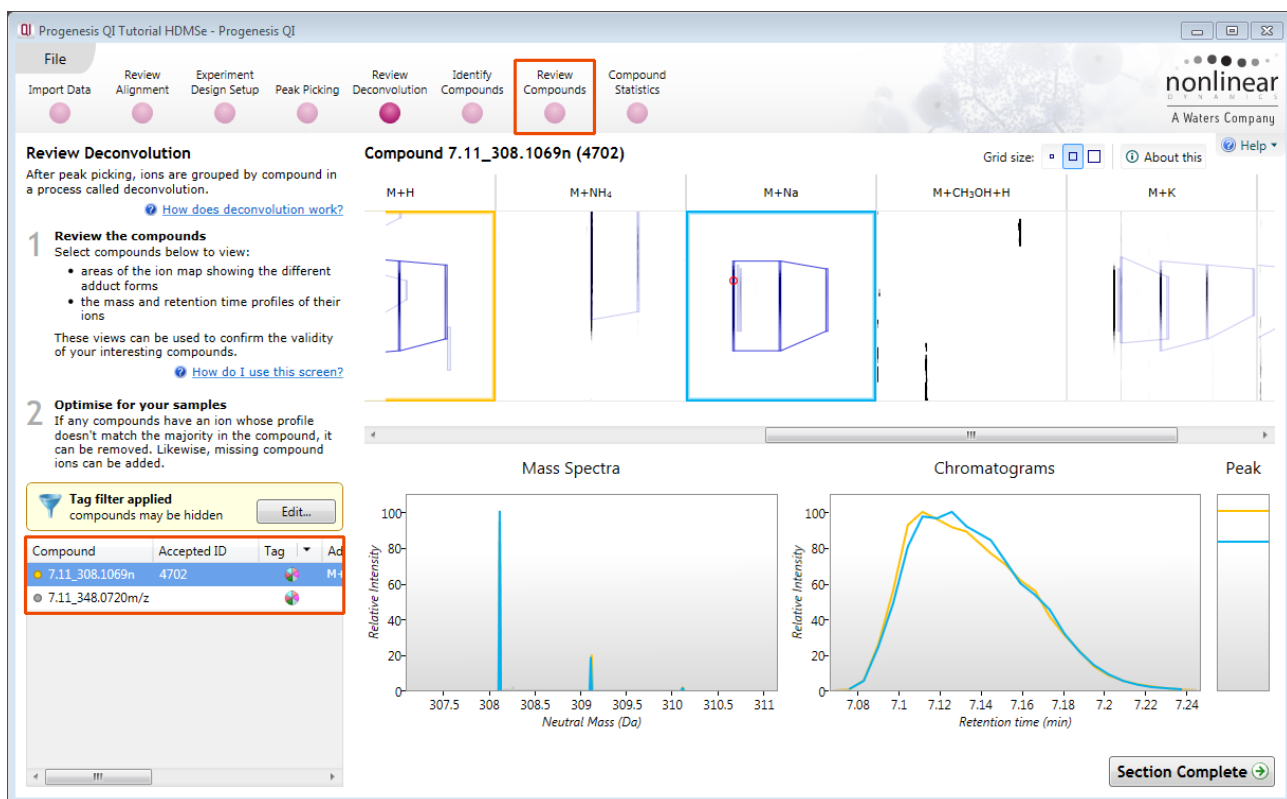 QI Progenesis QI Tutorial HDMSe - Progenesis QI
File
Import Data
Review Alignment
Experiment Design Setup
Peak Picking
Review Deconvolution
Identify Compounds
Review Compounds
Compound Statistics
nonlinear
DYNAMICS
A Waters Company
Review Deconvolution
After peak picking, ions are grouped by compound in
a process called deconvolution.
How does deconvolution work?
1 Review the compounds
Select compounds below to view:
• areas of the ion map showing the different
adduct forms
• the mass and retention time profiles of their
ions
These views can be used to confirm the validity
of your interesting compounds.
How do I use this screen?
2 Optimise for your samples
If any compounds have an ion whose profile
doesn't match the majority in the compound, it
can be removed. Likewise, missing compound
ions can be added.
Tag filter applied
compounds may be hidden
Edit...
Compound Accepted ID Tag Ad
7.11_308.1069n 4702 M+
7.11_348.0720m/z
Compound 7.11_308.1069n (4702)
Grid size:
About this
Help
M+H M+NH₄ M+Na M+CH₃OH+H M+K
Mass Spectra
Relative Intensity
100
80
60
40
20
0
307.5 308 308.5 309 309.5 310 310.5 311
Neutral Mass (Da)
Chromatograms
Relative Intensity
100
80
60
40
20
0
7.08 7.1 7.12 7.14 7.16 7.18 7.2 7.22 7.24
Retention time (min)
Peak
Section Complete